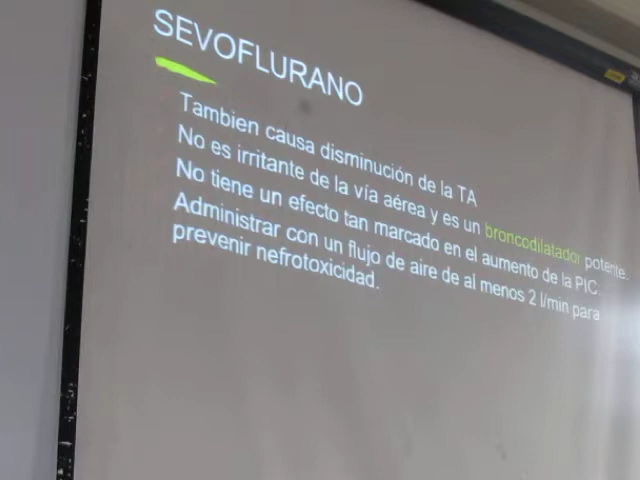 SEVOFLURANO
Tambien causa disminución de la TA
No es irritante de la vía aérea y es un broncodilatador potente.
No tiene un efecto tan marcado en el aumento de la PIC.
Administrar con un flujo de aire de al menos 2 l/min para
prevenir nefrotoxicidad.